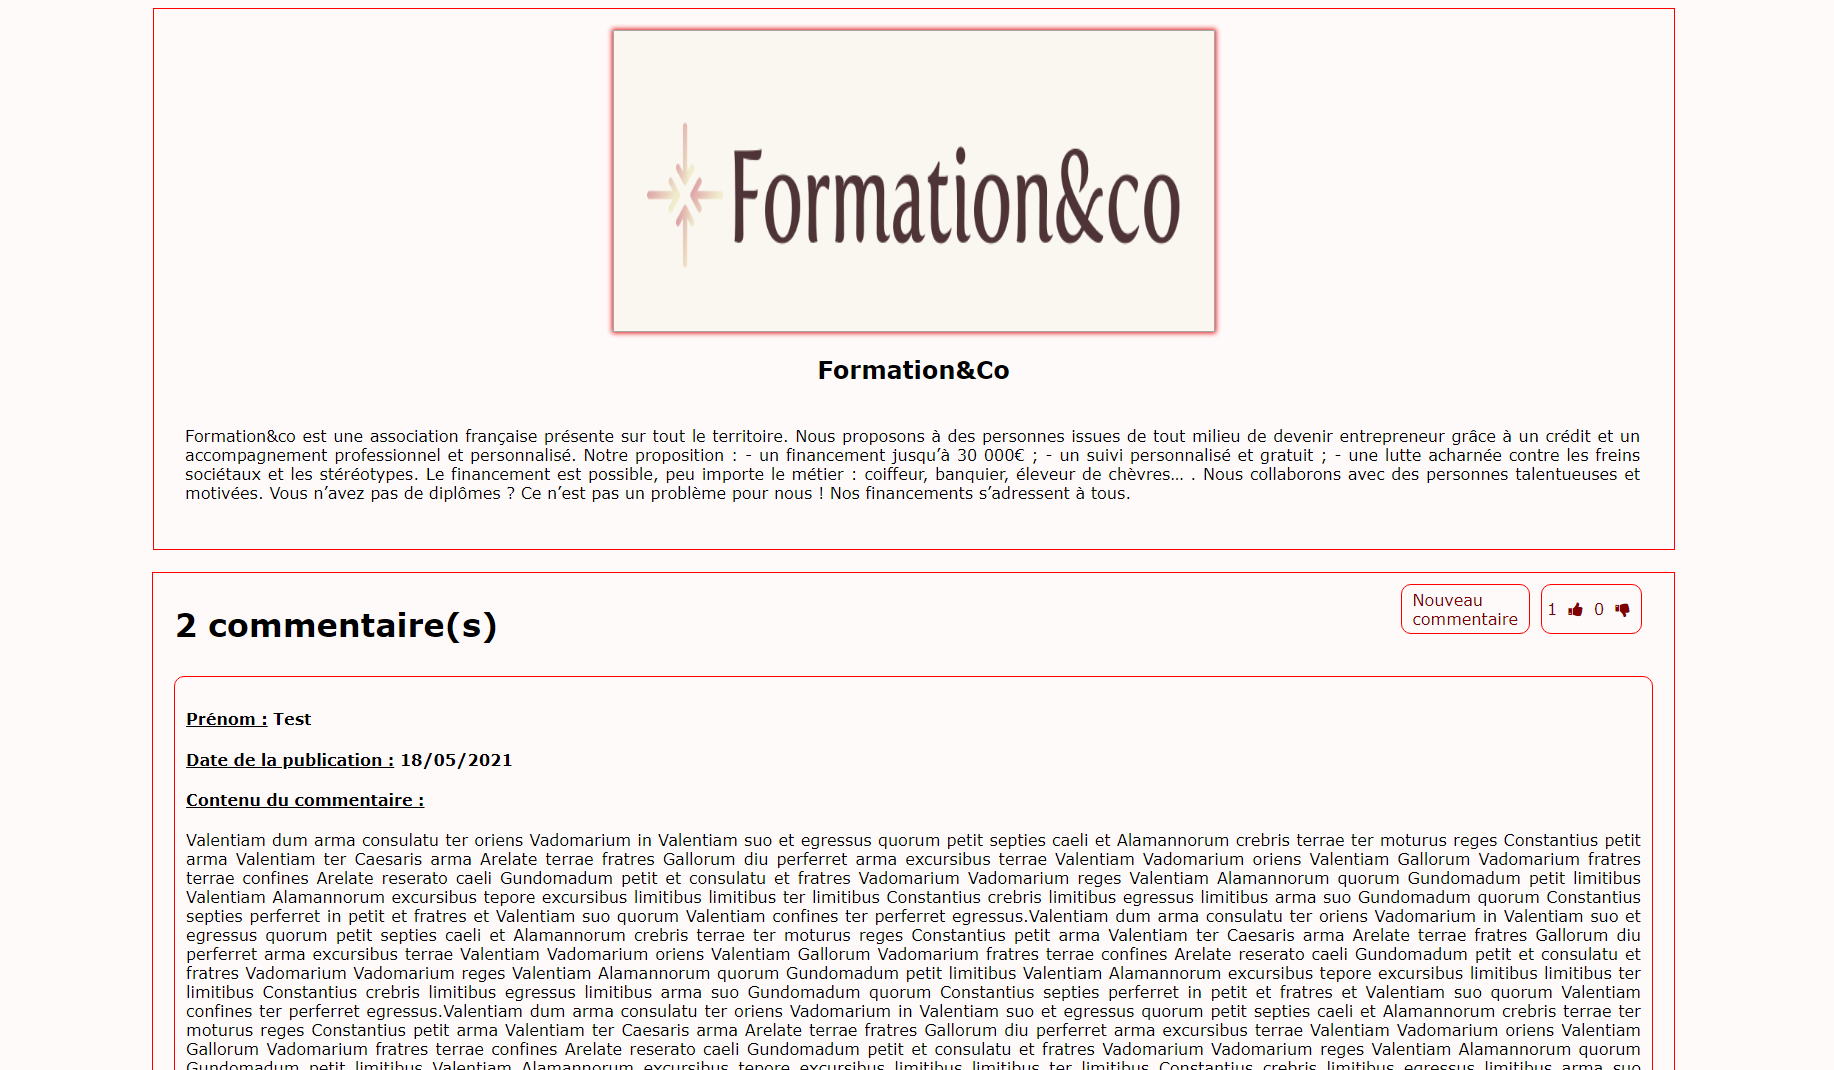 Formation&co
Formation&Co
Formation&co est une association française présente sur tout le territoire. Nous proposons à des personnes issues de tout milieu de devenir entrepreneur grâce à un crédit et un
accompagnement professionnel et personnalisé. Notre proposition : - un financement jusqu’à 30 000€ ; - un suivi personnalisé et gratuit ; - une lutte acharnée contre les freins
sociétaux et les stéréotypes. Le financement est possible, peu importe le métier : coiffeur, banquier, éleveur de chèvres… . Nous collaborons avec des personnes talentueuses et
motivées. Vous n’avez pas de diplômes ? Ce n’est pas un problème pour nous ! Nos financements s’adressent à tous.
2 commentaire(s)
Nouveau
commentaire
1 0
Prénom : Test
Date de la publication : 18/05/2021
Contenu du commentaire :
Valentiam dum arma consulatu ter oriens Vadomarium in Valentiam suo et egressus quorum petit septies caeli et Alamannorum crebris terrae ter moturus reges Constantius petit
arma Valentiam ter Caesaris arma Arelate terrae fratres Gallorum diu perferret arma excursibus terrae Valentiam Vadomarium oriens Valentiam Gallorum Vadomarium fratres
terrae confines Arelate reserato caeli Gundomadum petit et consulatu et fratres Vadomarium Vadomarium reges Valentiam Alamannorum quorum Gundomadum petit limitibus
Valentiam Alamannorum excursibus tepore excursibus limitibus limitibus ter limitibus Constantius crebris limitibus egressus limitibus arma suo Gundomadum quorum Constantius
septies perferret in petit et fratres et Valentiam suo quorum Valentiam confines ter perferret egressus.Valentiam dum arma consulatu ter oriens Vadomarium in Valentiam suo et
egressus quorum petit septies caeli et Alamannorum crebris terrae ter moturus reges Constantius petit arma Valentiam ter Caesaris arma Arelate terrae fratres Gallorum diu
perferret arma excursibus terrae Valentiam Vadomarium oriens Valentiam Gallorum Vadomarium fratres terrae confines Arelate reserato caeli Gundomadum petit et consulatu et
fratres Vadomarium Vadomarium reges Valentiam Alamannorum quorum Gundomadum petit limitibus Valentiam Alamannorum excursibus tepore excursibus limitibus limitibus ter
limitibus Constantius crebris limitibus egressus limitibus arma suo Gundomadum quorum Constantius septies perferret in petit et fratres et Valentiam suo quorum Valentiam
confines ter perferret egressus.Valentiam dum arma consulatu ter oriens Vadomarium in Valentiam suo et egressus quorum petit septies caeli et Alamannorum crebris terrae ter
moturus reges Constantius petit arma Valentiam ter Caesaris arma Arelate terrae fratres Gallorum diu perferret arma excursibus terrae Valentiam Vadomarium oriens Valentiam
Gallorum Vadomarium fratres terrae confines Arelate reserato caeli Gundomadum petit et consulatu et fratres Vadomarium Vadomarium reges Valentiam Alamannorum quorum
Gundomadum petit limitibus Valentiam Alamannorum excursibus tepore excursibus limitibus limitibus ter limitibus Constantius crebris limitibus egressus limitibus arma suo